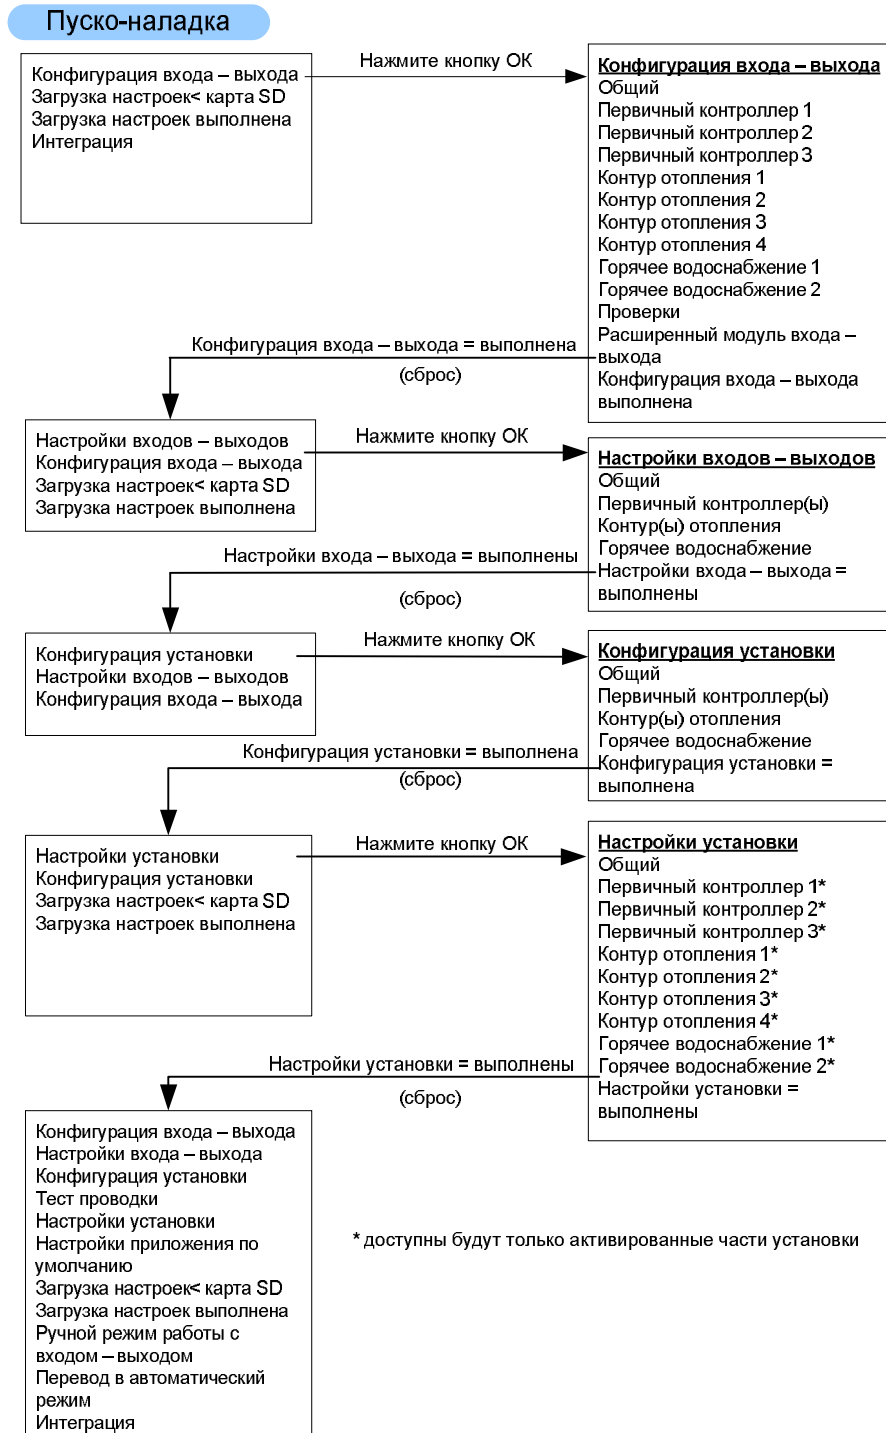 Пуско-наладка
Конфигурация входа – выхода
Загрузка настроек< карта SD
Загрузка настроек выполнена
Интеграция
Нажмите кнопку ОК
Конфигурация входа – выхода
Общий
Первичный контроллер 1
Первичный контроллер 2
Первичный контроллер 3
Контур отопления 1
Контур отопления 2
Контур отопления 3
Контур отопления 4
Горячее водоснабжение 1
Горячее водоснабжение 2
Проверки
Расширенный модуль входа –
выхода
Конфигурация входа – выхода
выполнена
Конфигурация входа – выхода = выполнена
(сброс)
Настройки входов – выходов
Конфигурация входа – выхода
Загрузка настроек< карта SD
Загрузка настроек выполнена
Нажмите кнопку ОК
Настройки входов – выходов
Общий
Первичный контроллер(ы)
Контур(ы) отопления
Горячее водоснабжение
Настройки входа – выхода =
выполнены
Настройки входа – выхода = выполнены
(сброс)
Конфигурация установки
Настройки входов – выходов
Конфигурация входа – выхода
Нажмите кнопку ОК
Конфигурация установки
Общий
Первичный контроллер(ы)
Контур(ы) отопления
Горячее водоснабжение
Конфигурация установки =
выполнена
Конфигурация установки = выполнена
(сброс)
Настройки установки
Конфигурация установки
Загрузка настроек< карта SD
Загрузка настроек выполнена
Нажмите кнопку ОК
Настройки установки
Общий
Первичный контроллер 1*
Первичный контроллер 2*
Первичный контроллер 3*
Контур отопления 1*
Контур отопления 2*
Контур отопления 3*
Контур отопления 4*
Горячее водоснабжение 1*
Горячее водоснабжение 2*
Настройки установки =
выполнены
Настройки установки = выполнены
(сброс)
Конфигурация входа – выхода
Настройки входа – выхода
Конфигурация установки
Тест проводки
Настройки установки
Настройки приложения по
умолчанию
Загрузка настроек< карта SD
Загрузка настроек выполнена
Ручной режим работы с
входом – выходом
Перевод в автоматический
режим
Интеграция
* доступны будут только активированные части установки